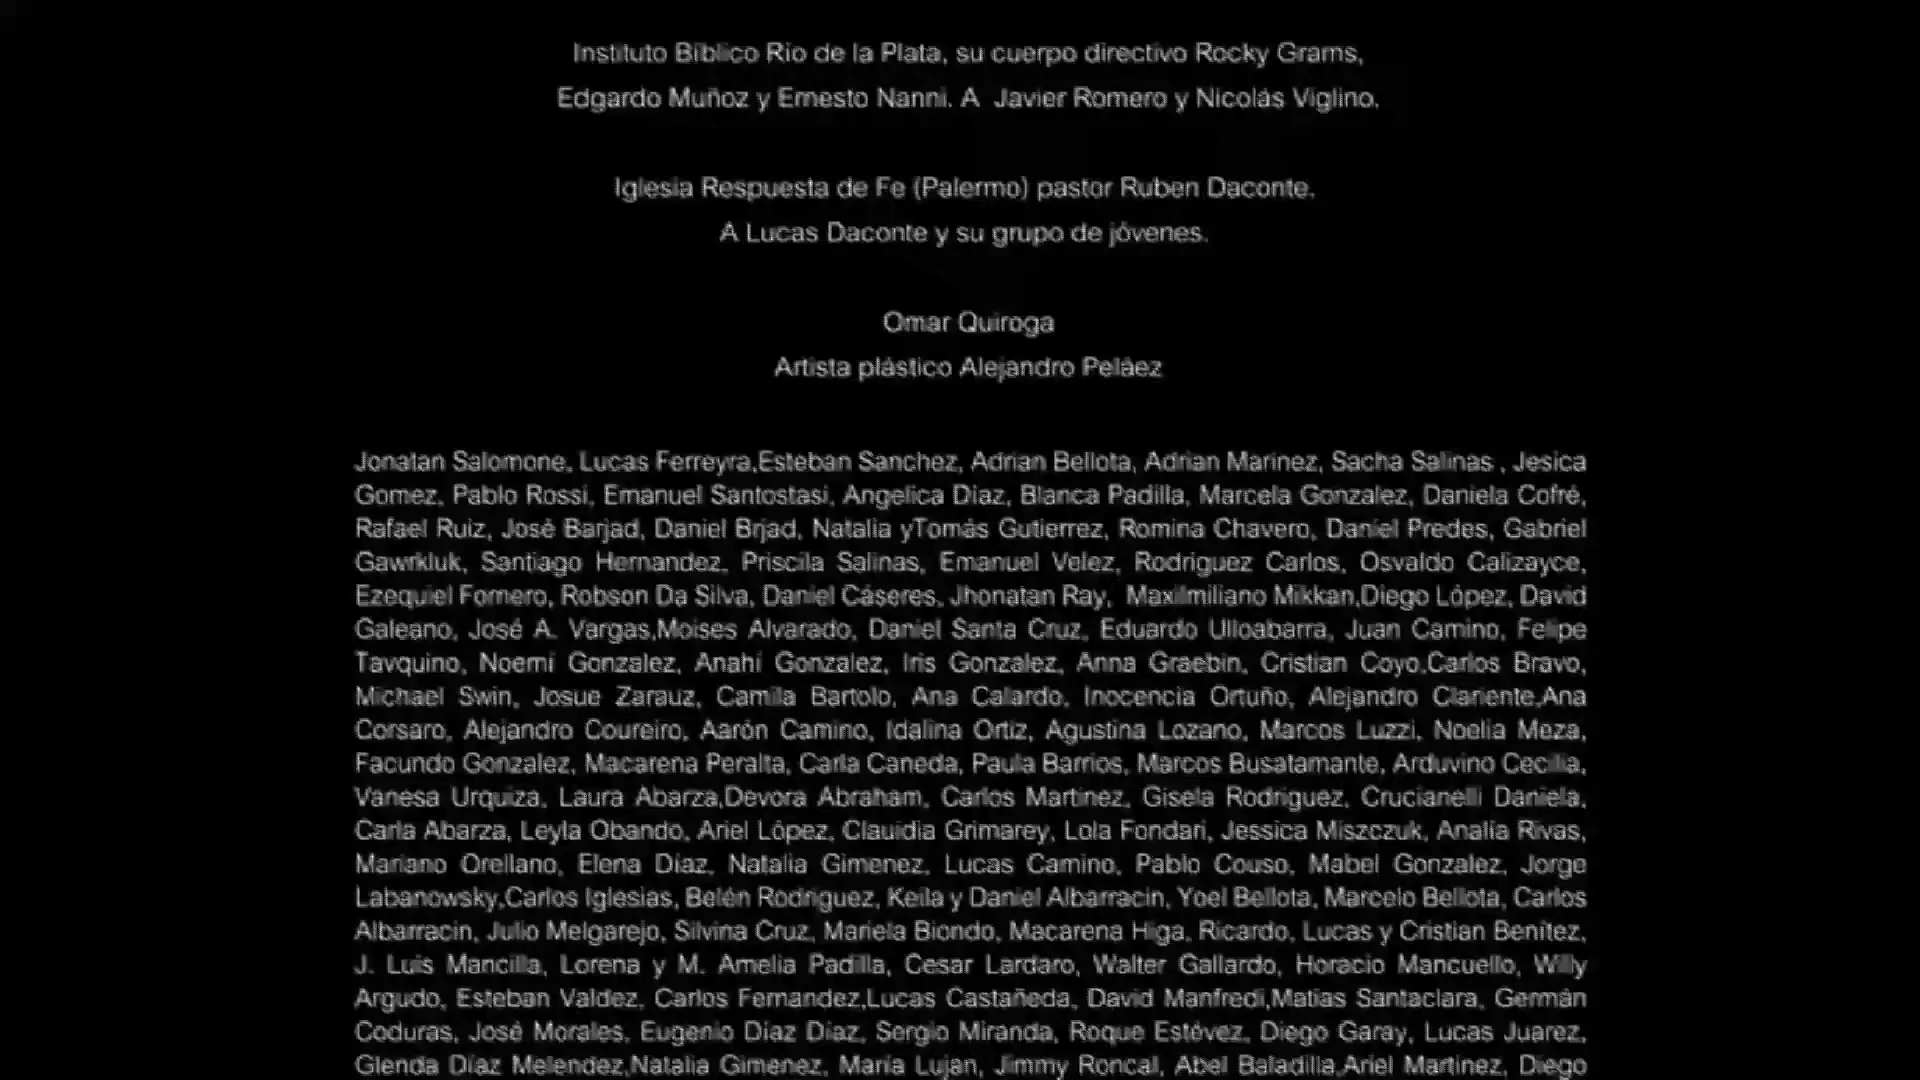 Instituto Bíblico Rio de la Plata, su cuerpo directivo Rocky Grams,
Edgardo Muñoz y Ernesto Nanni. A Javier Romero y Nicolás Viglino.
Iglesia Respuesta de Fe (Palermo) pastor Ruben Daconte.
A Lucas Daconte y su grupo de jóvenes.
Omar Quiroga
Artista plástico Alejandro Peláez
Jonatan Salomone, Lucas Ferreyra,Esteban Sanchez, Adrian Bellota, Adrian Marinez, Sacha Salinas , Jesica
Gomez, Pablo Rossi, Emanuel Santostasi, Angelica Diaz, Blanca Padilla, Marcela Gonzalez, Daniela Cofré,
Rafael Ruiz, José Barjad, Daniel Brjad, Natalia yTomás Gutierrez, Romina Chavero, Daniel Predes, Gabriel
Gawrkluk, Santiago Hernandez, Priscila Salinas, Emanuel Velez, Rodriguez Carlos, Osvaldo Calizayce,
Ezequiel Fornero, Robson Da Silva, Daniel Cáseres, Jhonatan Ray, Maximiliano Mikkan,Diego López, David
Galeano, José A. Vargas,Moises Alvarado, Daniel Santa Cruz, Eduardo Ulloabarra, Juan Camino, Felipe
Tavquino, Noemí Gonzalez, Anahí Gonzalez, Iris Gonzalez, Anna Graebin, Cristian Coyo,Carlos Bravo,
Michael Swin, Josue Zarauz, Camila Bartolo, Ana Calardo, Inocencia Ortuño, Alejandro Clariente,Ana
Corsaro, Alejandro Coureiro, Aarón Camino, Idalina Ortiz, Agustina Lozano, Marcos Luzzi, Noelia Meza,
Facundo Gonzalez, Macarena Peralta, Carla Caneda, Paula Barrios, Marcos Busatamante, Arduvino Cecilia,
Vanesa Urquiza, Laura Abarza,Devora Abraham, Carlos Martinez, Gisela Rodriguez, Crucianelli Daniela,
Carla Abarza, Leyla Obando, Ariel López, Clauidia Grimarey, Lola Fondari, Jessica Miszczuk, Analía Rivas,
Mariano Orellano, Elena Díaz, Natalia Gimenez, Lucas Camino, Pablo Couso, Mabel Gonzalez, Jorge
Labanowsky,Carlos Iglesias, Belén Rodriguez, Keila y Daniel Albarracin, Yoel Bellota, Marcelo Bellota, Carlos
Albarracin, Julio Melgarejo, Silvina Cruz, Mariela Biondo, Macarena Higa, Ricardo, Lucas y Cristian Benítez,
J. Luis Mancilla, Lorena y M. Amelia Padilla, Cesar Lardaro, Walter Gallardo, Horacio Mancuello, Willy
Argudo, Esteban Valdez, Carlos Fernandez,Lucas Castañeda, David Manfredi,Matias Santaclara, Germán
Coduras, José Morales, Eugenio Diaz Diaz, Sergio Miranda, Roque Estévez, Diego Garay, Lucas Juarez,
Glenda Díaz Melendez,Natalia Gimenez, María Lujan, Jimmy Roncal, Abel Baladilla,Ariel Martinez, Diego